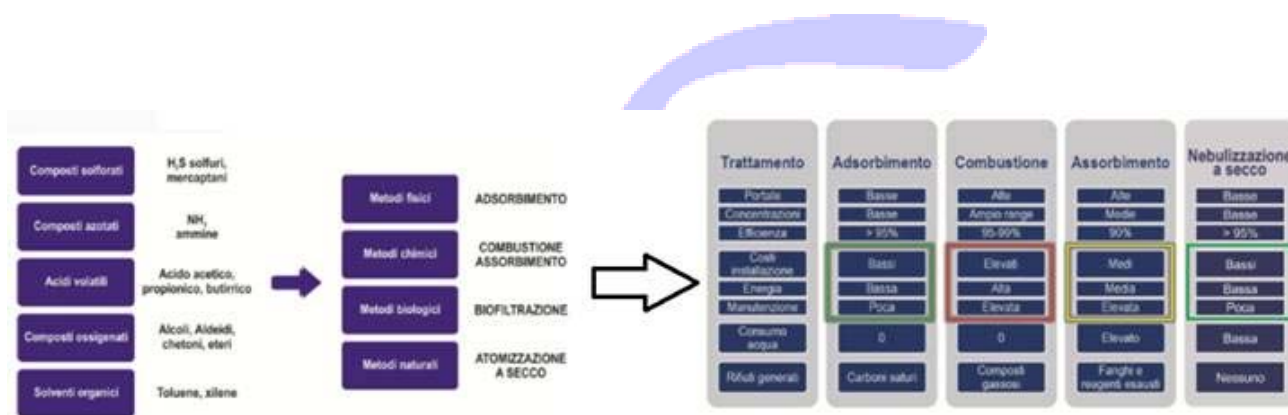 Composti solforati
H,S solfuri,
mercaptani
Composti azotati
NH,
ammine
Acidi volatili
Acido acetico,
propionico, butirrico
Composti ossigenati
Alcoli, Aldeidi,
chetoni, eteri
Solventi organici
Toluene, xilene
Metodi fisici
ADSORBIMENTO
Metodi chimici
COMBUSTIONE
ASSORBIMENTO
Metodi biologici
BIOFILTRAZIONE
Metodi naturali
ATOMIZZAZIONE
A SECCO
Trattamento Adsorbimento Combustione Assorbimento Nebulizzazione
a secco
Portate Basse Alte Alte Basse
Concentrazioni Basse Ampio range Medie Basse
Efficienza > 95% 95-99% 90% > 95%
Costi
installazione Bassi Elevati Medi Bassi
Energia Bassa Alta Media Bassa
Manutenzione Poca Elevata Elevata Poca
Consumo
acqua 0 0 Elevato Bassa
Rifiuti generati Carboni saturi Composti
gassosi Fanghi e
reagenti esausti Nessuno